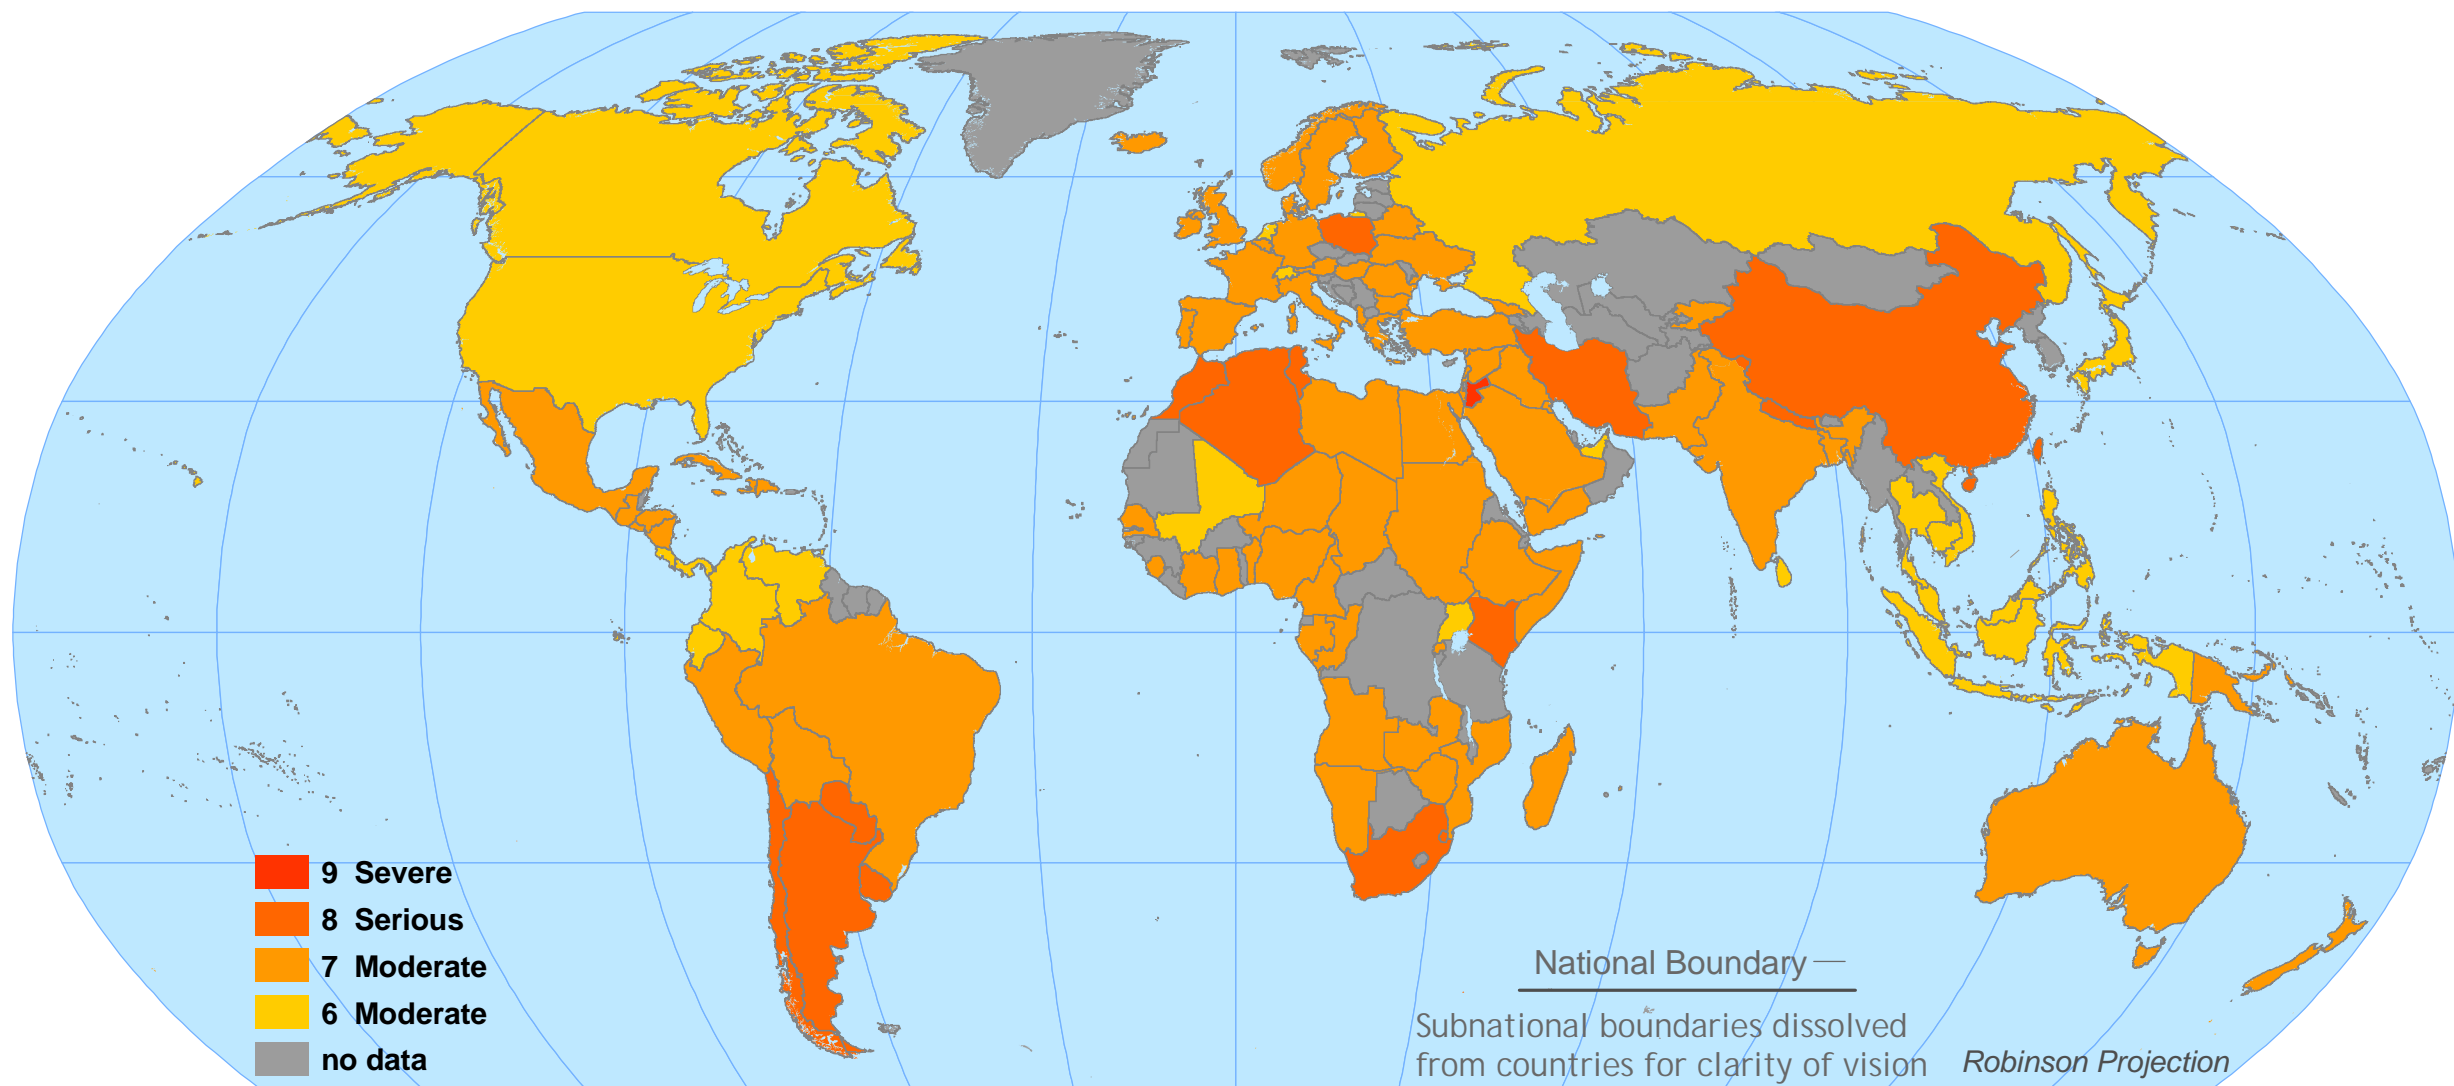 9 Severe
8 Serious
7 Moderate
6 Moderate
no data
National Boundary
Subnational boundaries dissolved
from countries for clarity of vision
Robinson Projection